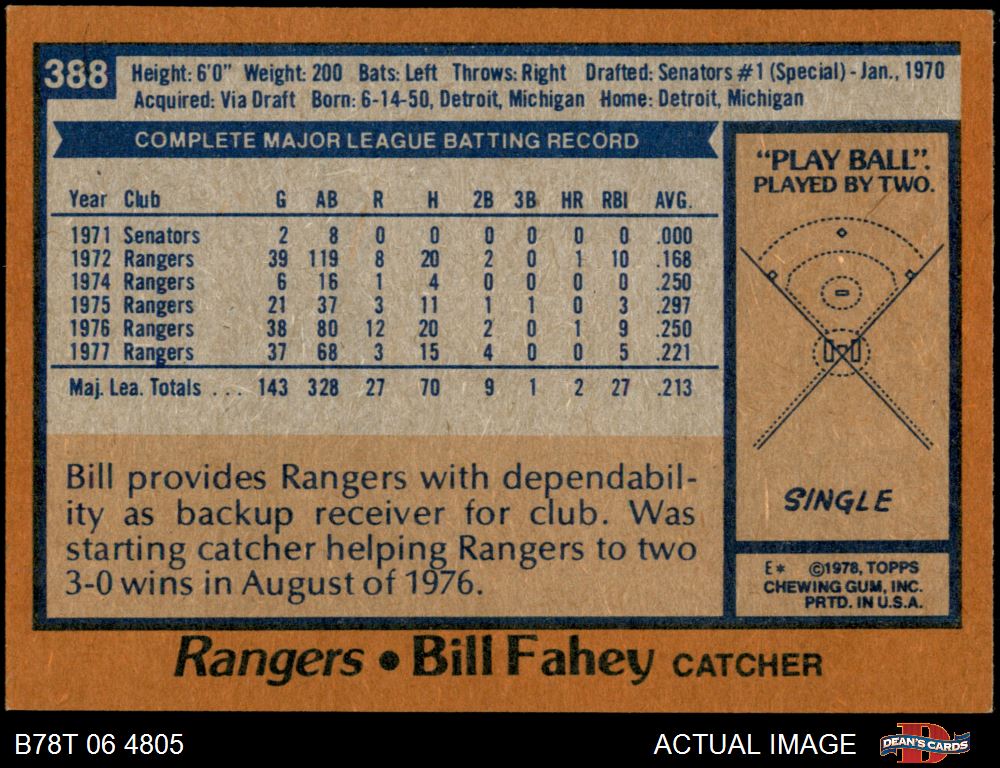 388
Height: 6'0" Weight: 200 Bats: Left Throws: Right Drafted: Senators #1 (Special) - Jan., 1970
Acquired: Via Draft Born: 6-14-50, Detroit, Michigan Home: Detroit, Michigan
COMPLETE MAJOR LEAGUE BATTING RECORD
Year Club G AB R H 2B 3B HR RBI AVG.
1971 Senators 2 8 0 0 0 0 0 0 .000
1972 Rangers 39 119 8 20 2 0 1 10 .168
1974 Rangers 6 16 1 4 0 0 0 0 .250
1975 Rangers 21 37 3 11 1 1 0 3 .297
1976 Rangers 38 80 12 20 2 0 1 9 .250
1977 Rangers 37 68 3 15 4 0 0 5 .221
Maj. Lea. Totals ... 143 328 27 70 9 1 2 27 .213
Bill provides Rangers with dependabil-
ity as backup receiver for club. Was
starting catcher helping Rangers to two
3-0 wins in August of 1976.
"PLAY BALL".
PLAYED BY TWO.
SINGLE
E* ©1978, TOPPS
CHEWING GUM, INC.
PRTD. IN U.S.A.
Rangers • Bill Fahey CATCHER
B78T 06 4805
ACTUAL IMAGE
DEAN'S CARDS